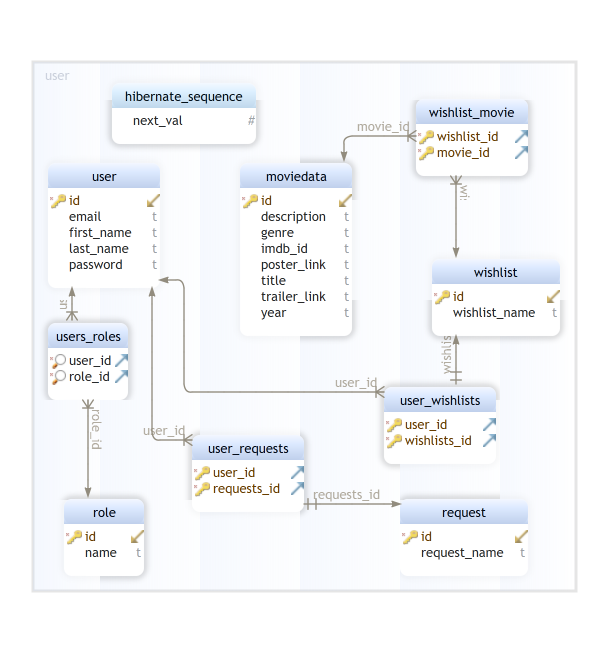 user
hibernate_sequence
next_val #
wishlist_movie
wishlist_id
movie_id
movie_id
user
id
email t
first_name t
last_name t
password t
moviedata
id
description t
genre t
imdb_id t
poster_link t
title t
trailer_link t
year t
wi:
wishlist
id
wishlist_name t
users_roles
user_id
role_id
wishlis
user_id
user_wishlists
user_id
wishlists_id
role_id
user_id
user_requests
user_id
requests_id
requests_id
role
id
name t
request
id
request_name t